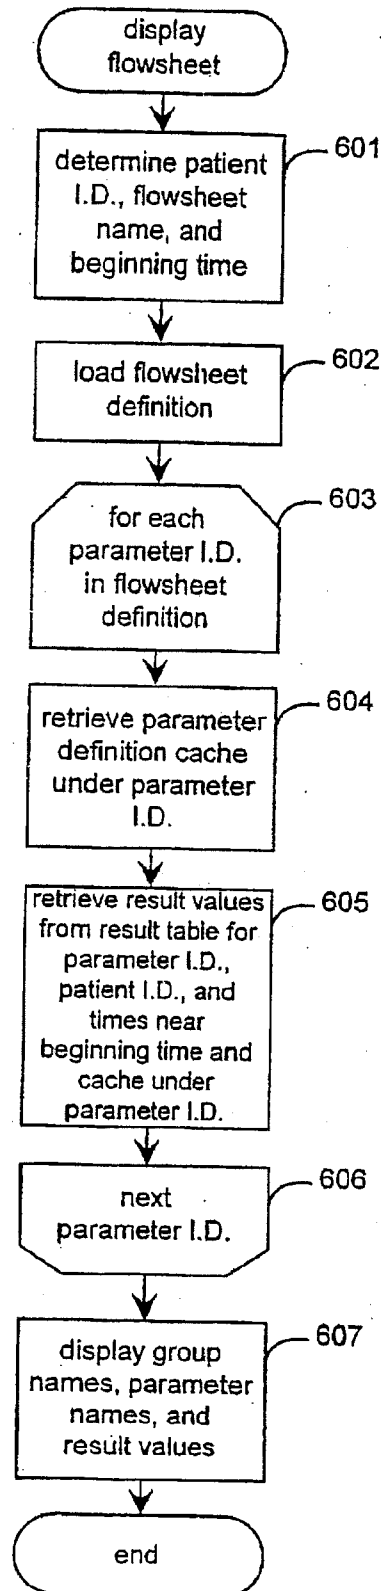 display
flowsheet
601
determine patient
I.D., flowsheet
name, and
beginning time
602
load flowsheet
definition
603
for each
parameter I.D.
in flowsheet
definition
604
retrieve parameter
definition cache
under parameter
I.D.
605
retrieve result values
from result table for
parameter I.D.,
patient I.D., and
times near
beginning time and
cache under
parameter I.D.
606
next
parameter I.D.
607
display group
names, parameter
names, and
result values
end